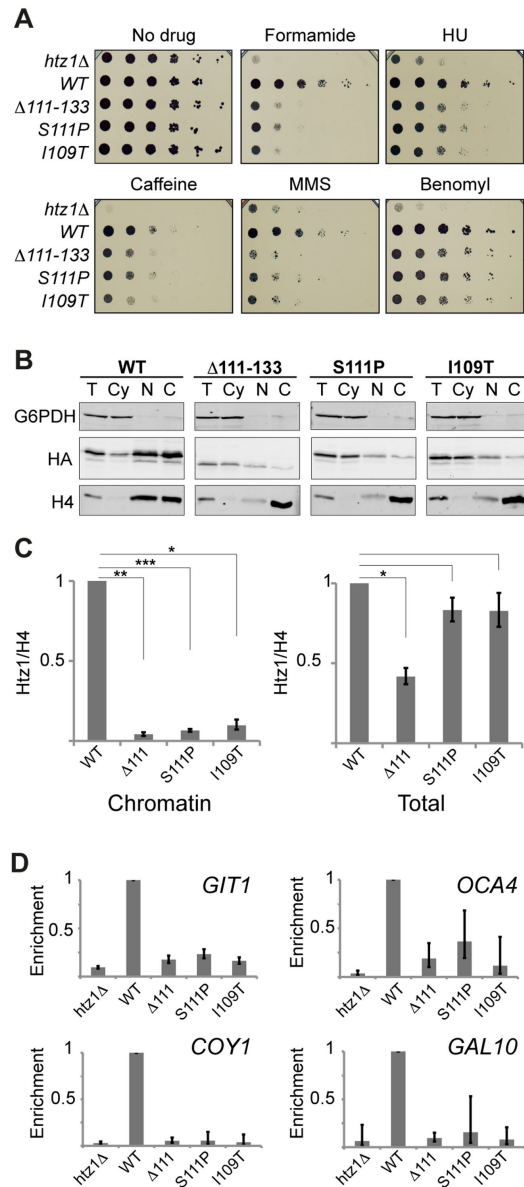 A
No drug Formamide HU
htz1Δ
WT
Δ111-133
S111P
I109T
Caffeine MMS Benomyl
htz1Δ
WT
Δ111-133
S111P
I109T
B
WT Δ111-133 S111P I109T
T Cy N C T Cy N C T Cy N C T Cy N C
G6PDH
HA
H4
C
*
***
**
1
0.5
Htz1/H4
WT Δ111 S111P I109T
Chromatin
*
1
0.5
Htz1/H4
WT Δ111 S111P I109T
Total
D
GIT1
Enrichment
1
0.5
htz1Δ WT Δ111 S111P I109T
OCA4
Enrichment
1
0.5
htz1Δ WT Δ111 S111P I109T
COY1
Enrichment
1
0.5
htz1Δ WT Δ111 S111P I109T
GAL10
Enrichment
1
0.5
htz1Δ WT Δ111 S111P I109T